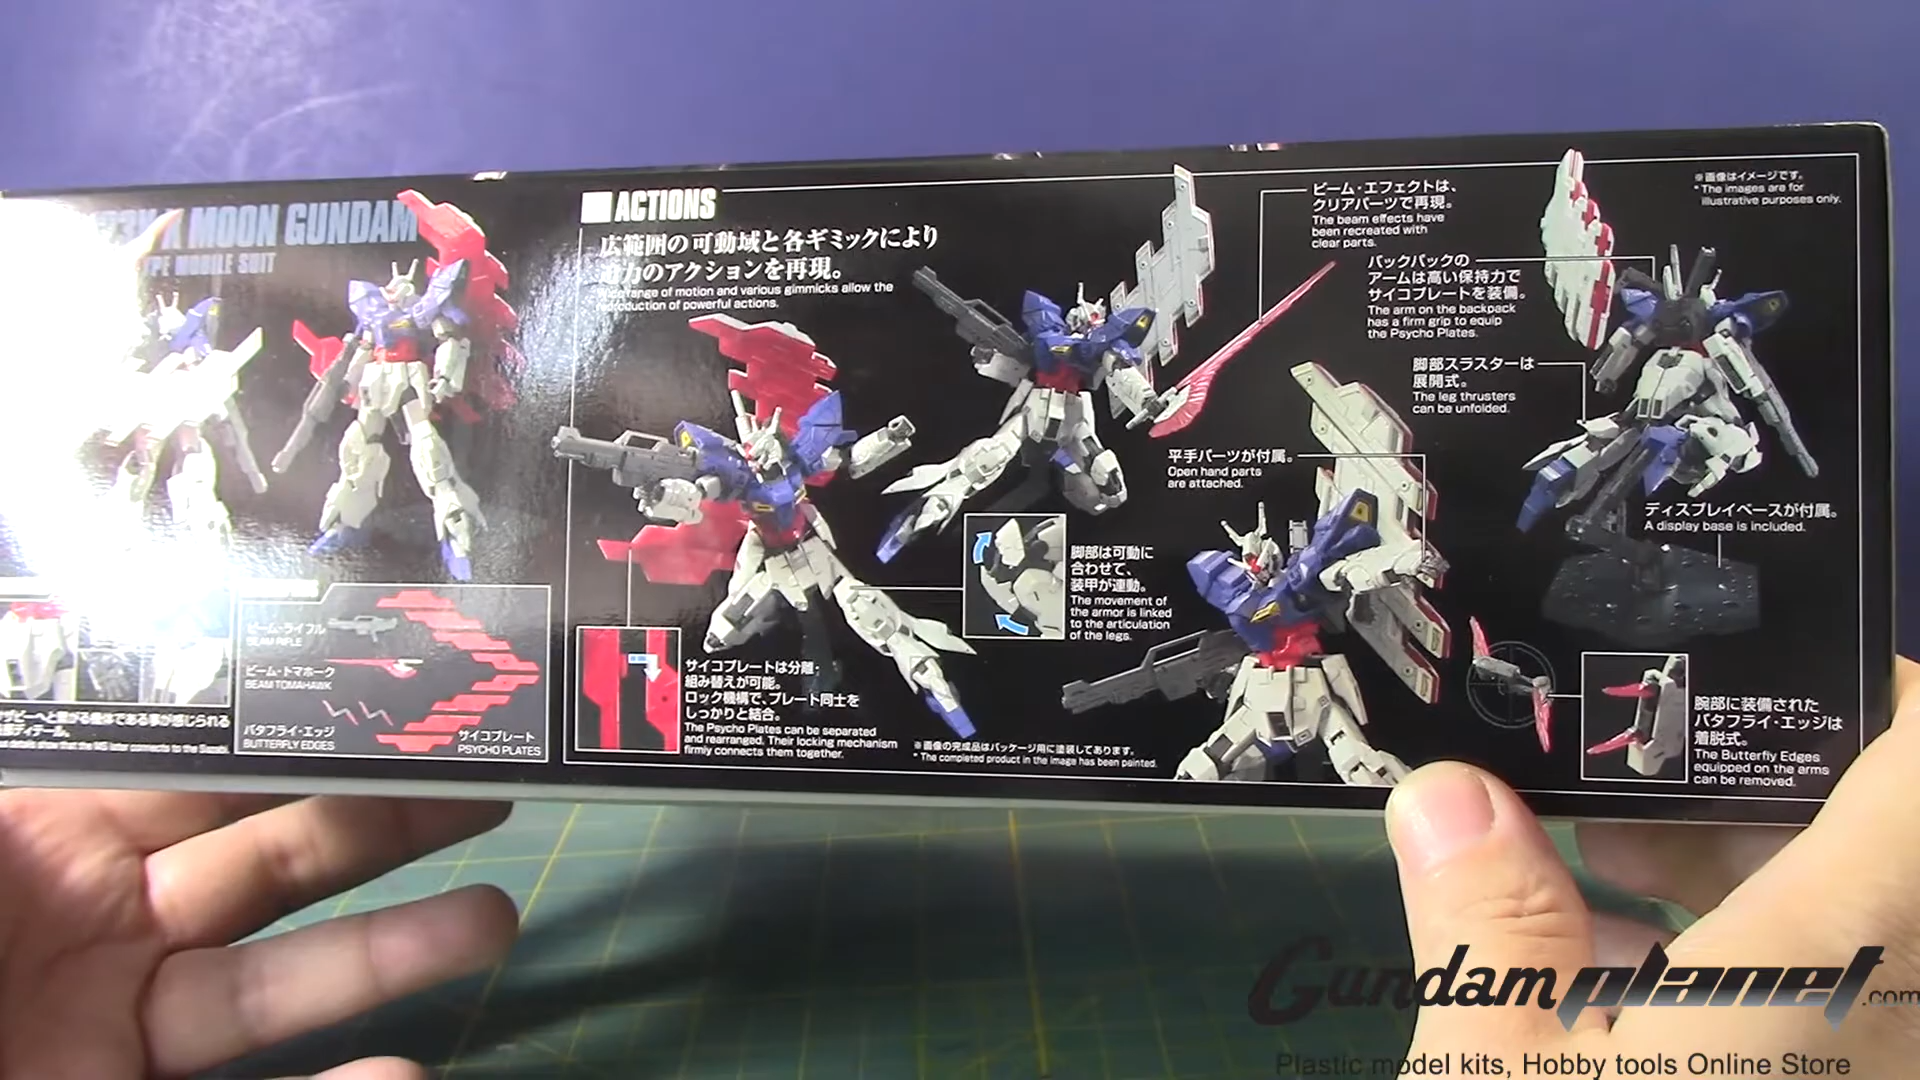 MOON GUNDAM
TYPE MOBILE SUIT
ビーム・ライフル
BEAM RIFLE
ビーム・トマホーク
BEAM TOMAHAWK
バタフライ・エッジ
BUTTERFLY EDGES
サイコプレート
PSYCHO PLATES
ACTIONS
広範囲の可動域と各ギミックにより
迫力のアクションを再現。
range of motion and various gimmicks allow the
reproduction of powerful actions.
ビーム・エフェクトは、
クリアパーツで再現。
The beam effects have
been recreated with
clear parts.
※画像はイメージです。
* The images are for
illustrative purposes only.
バックパックの
アームは高い保持力で
サイコプレートを装備。
The arm on the backpack
has a firm grip to equip
the Psycho Plates.
脚部スラスターは
展開式。
The leg thrusters
can be unfolded.
平手パーツが付属。
Open hand parts
are attached.
ディスプレイベースが付属。
A display base is included.
脚部は可動に
合わせて、
装甲が連動。
The movement of
the armor is linked
to the articulation
of the legs.
サイコプレートは分離・
組み替えが可能。
ロック機構で、プレート同士を
しっかりと結合。
The Psycho Plates can be separated
and rearranged. Their locking mechanism
firmly connects them together.
※画像の完成品はパッケージ用に塗装してあります。
* The completed product in the image has been painted.
腕部に装備された
バタフライ・エッジは
着脱式。
The Butterfly Edges
equipped on the arms
can be removed.
Gundam planet.com
Plastic model kits, Hobby tools Online Store